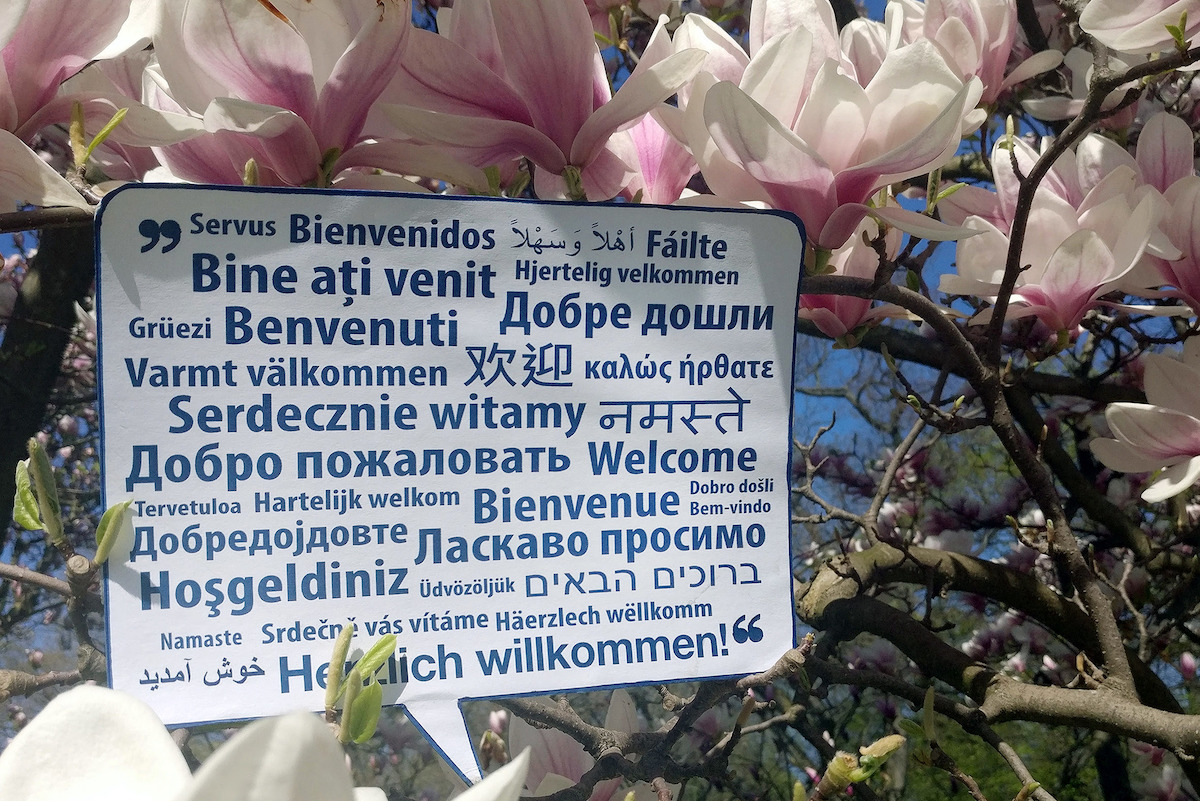 ❞ Servus Bienvenidos أهْلاً وَسَهْلاً Fáilte
Bine ați venit Hjertelig velkommen
Grüezi Benvenuti Добре дошли
Varmt välkommen 欢迎 καλώς ήρθατε
Serdecznie witamy नमस्ते
Добро пожаловать Welcome
Tervetuloa Hartelijk welkom Bienvenue Dobro došli
Bem-vindo
Добредојдовте Ласкаво просимо
Hoşgeldiniz Üdvözöljük ברוכים הבאים
Namaste Srdečně vás vítáme Häerzlech wëllkomm
خوش آمدید Herzlich willkommen! ❝